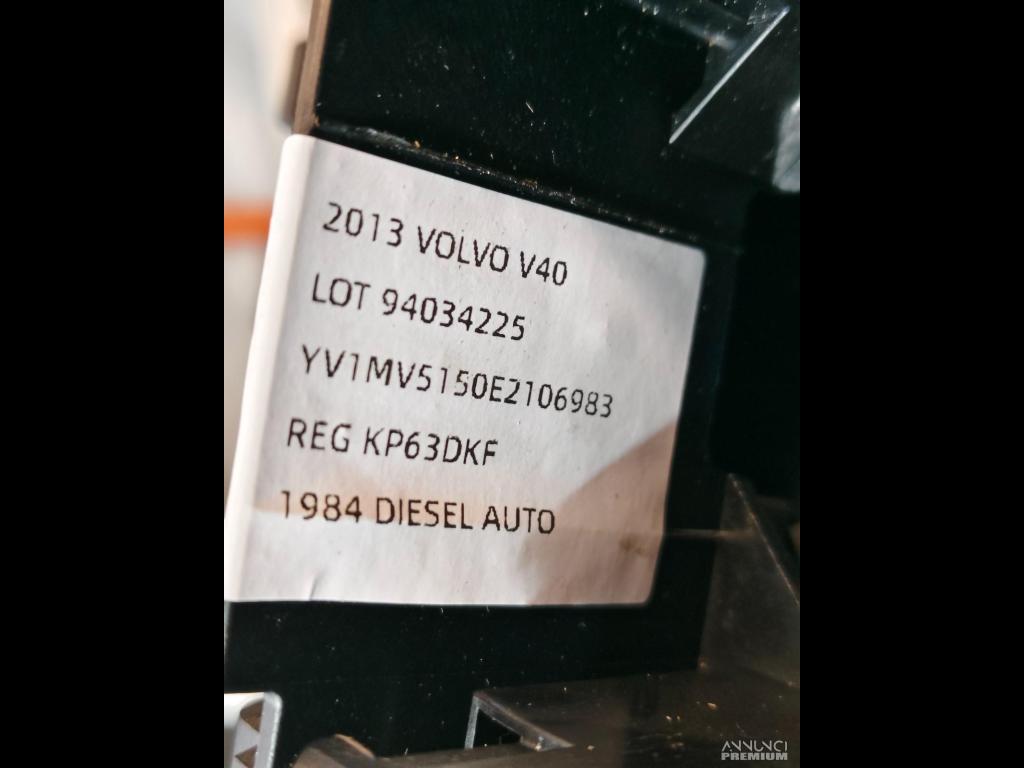 2013 VOLVO V40
LOT 94034225
YV1MV5150E2106983
REG KP63DKF
1984 DIESEL AUTO
ANNUNCI
PREMIUM